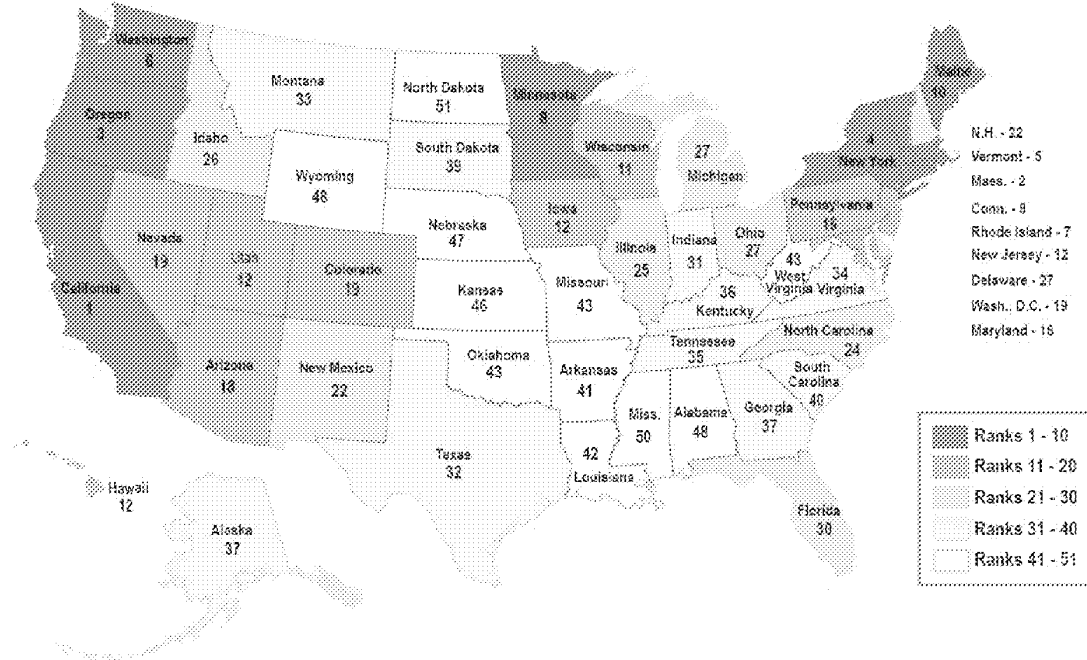 Washington
6
Montana
33
North Dakota
51
Minnesota
Maine
10
Oregon
3
Idaho
26
South Dakota
39
Wisconsin
11
27
Michigan
4
New York
N.H. - 22
Vermont - 5
Mass. - 2
Conn. - 8
Rhode Island - 7
New Jersey - 12
Delaware - 27
Wash., D.C. - 19
Maryland - 16
Wyoming
48
Nebraska
47
Iowa
12
Pennsylvania
Nevada
19
Utah
12
Colorado
Illinois
25
Indiana
31
Ohio
27
43
West
Virginia
34
Virginia
California
1
Kansas
46
Missouri
43
36
Kentucky
North Carolina
24
Tennessee
35
Arizona
18
New Mexico
22
Oklahoma
43
Arkansas
41
South
Carolina
40
Miss.
50
Alabama
48
Georgia
37
Texas
32
42
Louisiana
Florida
30
Hawaii
12
Alaska
37
Ranks 1 - 10
Ranks 11 - 20
Ranks 21 - 30
Ranks 31 - 40
Ranks 41 - 51